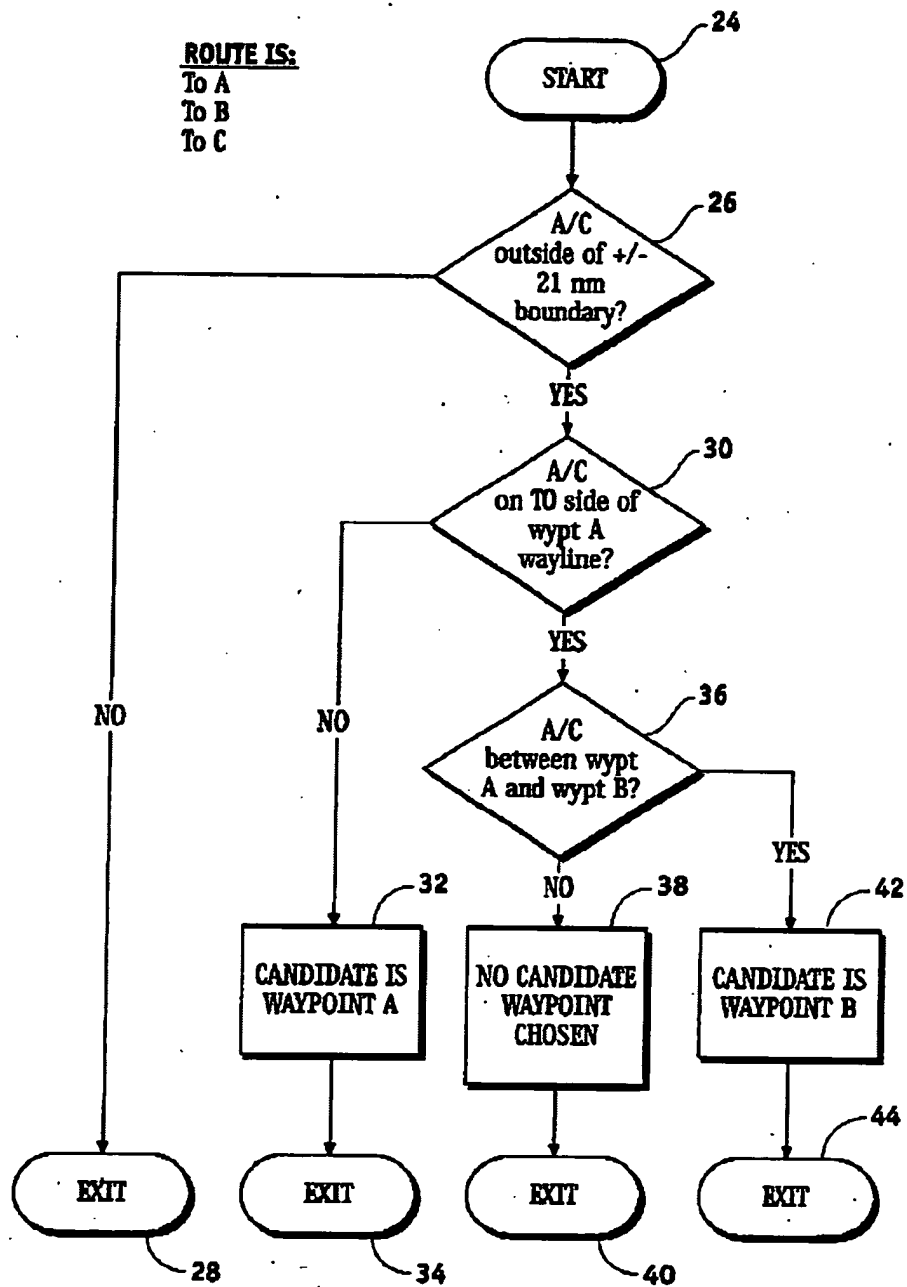 ROUTE IS:
To A
To B
To C
24
START
26
A/C
outside of +/-
21 nm
boundary?
YES
30
A/C
on TO side of
wypt A
wayline?
YES
36
A/C
between wypt
A and wypt B?
NO
NO
NO
YES
32
CANDIDATE IS
WAYPOINT A
38
NO CANDIDATE
WAYPOINT
CHOSEN
42
CANDIDATE IS
WAYPOINT B
EXIT
28
EXIT
34
EXIT
40
EXIT
44